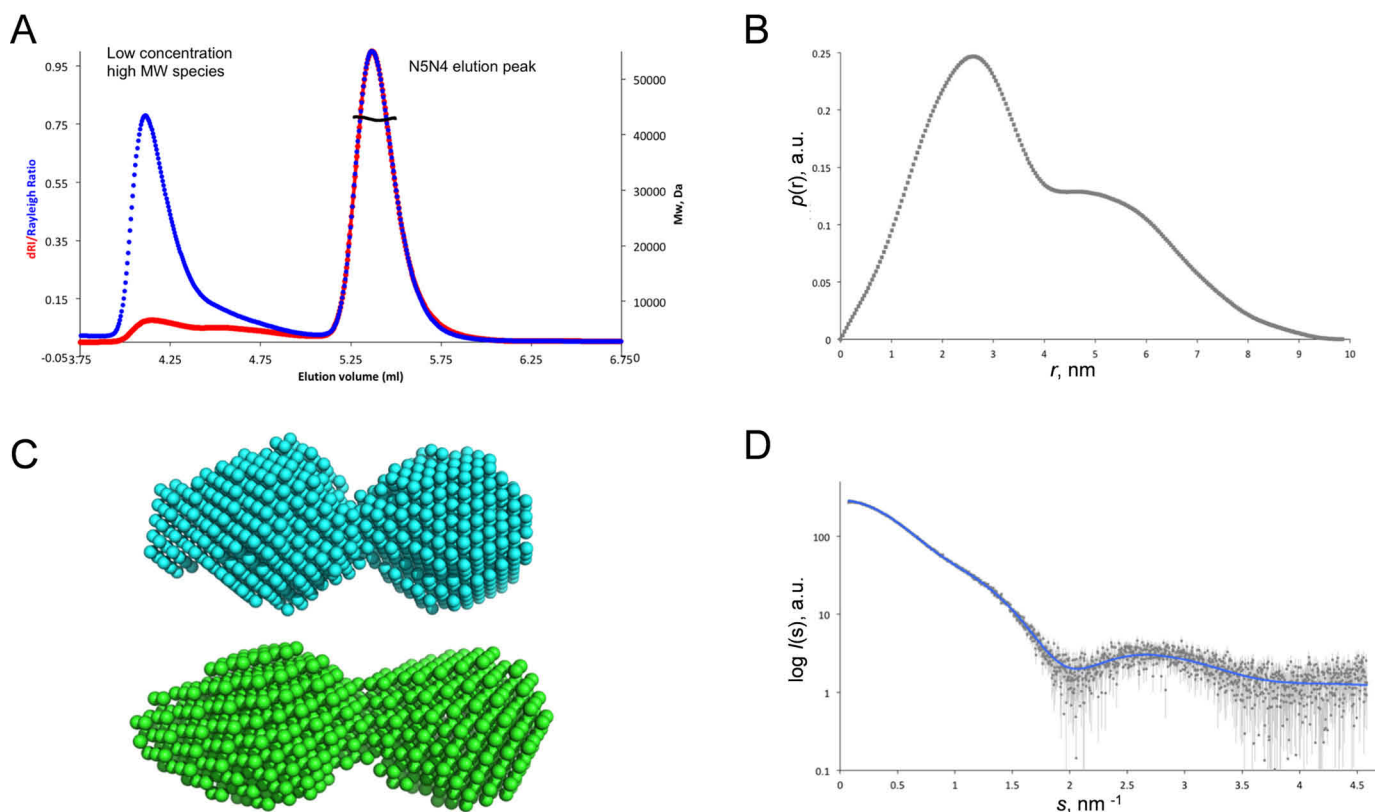 A
Low concentration
high MW species
N5N4 elution peak
0.95
0.75
0.55
0.35
0.15
-0.05
dRI/Rayleigh Ratio
50000
40000
30000
20000
10000
0
Mw, Da
3.75 4.25 4.75 5.25 5.75 6.25 6.75
Elution volume (ml)
B
0.25
0.2
0.15
0.1
0.05
0
p(r), a.u.
0 1 2 3 4 5 6 7 8 9 10
r, nm
C
D
100
10
1
0.1
log I(s), a.u.
0 0.5 1 1.5 2 2.5 3 3.5 4 4.5
s, nm -1